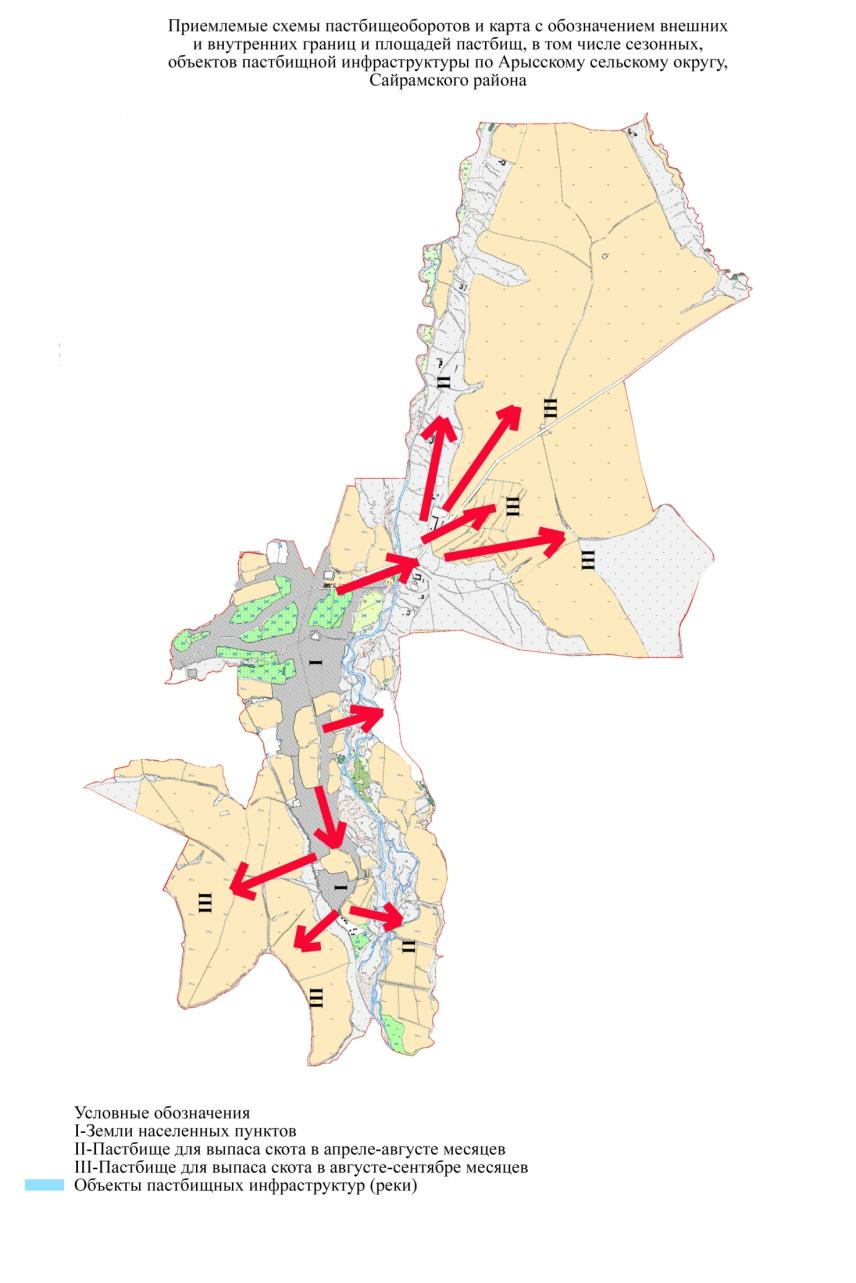 Приемлемые схемы пастбищеоборотов и карта с обозначением внешних
и внутренних границ и площадей пастбищ, в том числе сезонных,
объектов пастбищной инфраструктуры по Арысскому сельскому округу,
Сайрамского района
II
III
III
III
I
III
I
II
III
Условные обозначения
I-Земли населенных пунктов
II-Пастбище для выпаса скота в апреле-августе месяцев
III-Пастбище для выпаса скота в августе-сентябре месяцев
Объекты пастбищных инфраструктур (реки)